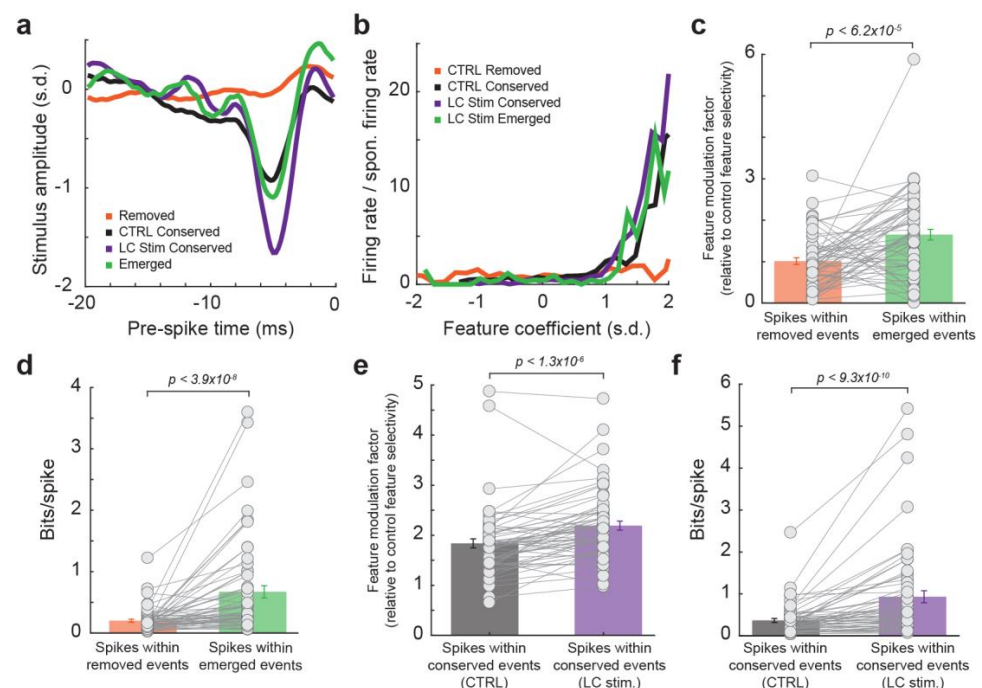 a
Stimulus amplitude (s.d.)
0
-1
-2
-20
-10
0
Pre-spike time (ms)
Removed
CTRL Conserved
LC Stim Conserved
Emerged
b
Firing rate / spon. firing rate
20
15
10
5
0
-2
-1
0
1
2
Feature coefficient (s.d.)
CTRL Removed
CTRL Conserved
LC Stim Conserved
LC Stim Emerged
c
p < 6.2x10-5
Feature modulation factor
(relative to control feature selectivity)
6
3
0
Spikes within
removed events
Spikes within
emerged events
d
p < 3.9x10-8
Bits/spike
4
3
2
1
0
Spikes within
removed events
Spikes within
emerged events
e
p < 1.3x10-6
Feature modulation factor
(relative to control feature selectivity)
5
4
3
2
1
0
Spikes within
conserved events
(CTRL)
Spikes within
conserved events
(LC stim.)
f
p < 9.3x10-10
Bits/spike
6
5
4
3
2
1
0
Spikes within
conserved events
(CTRL)
Spikes within
conserved events
(LC stim.)